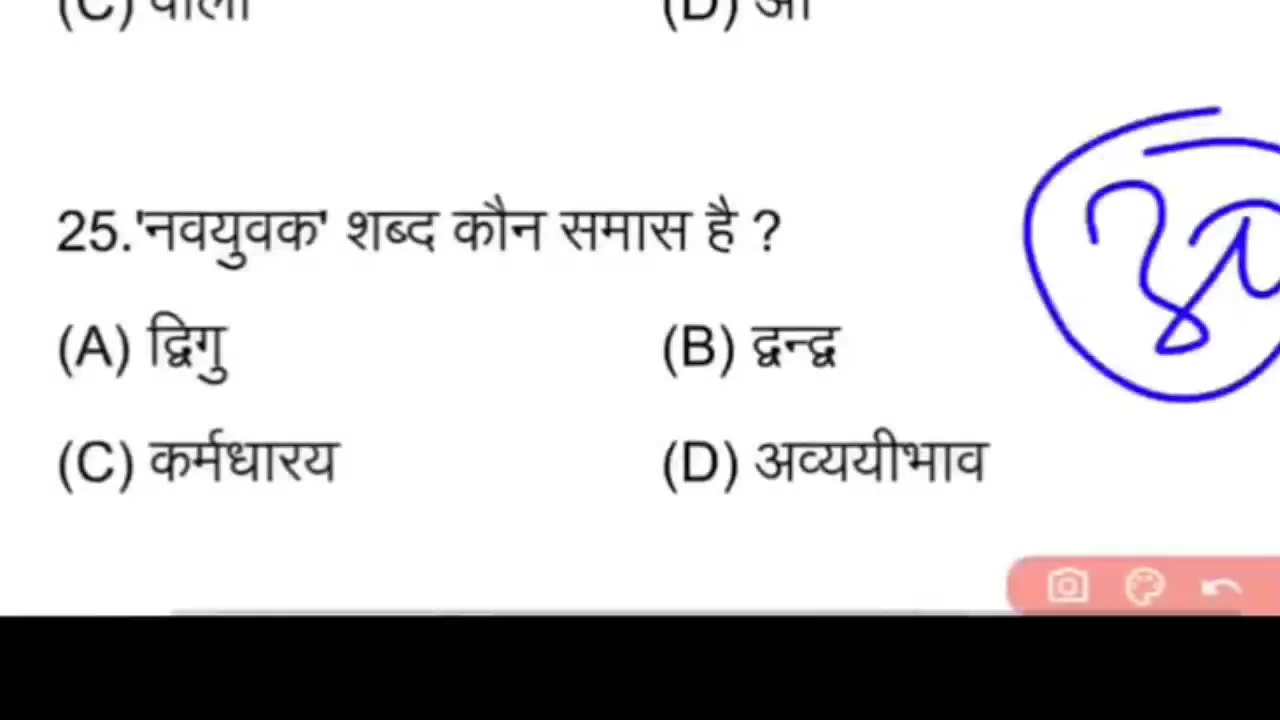 (C) वाला (D) आ
25.'नवयुवक' शब्द कौन समास है ?
(A) द्विगु (B) द्वन्द्व
(C) कर्मधारय (D) अव्ययीभाव